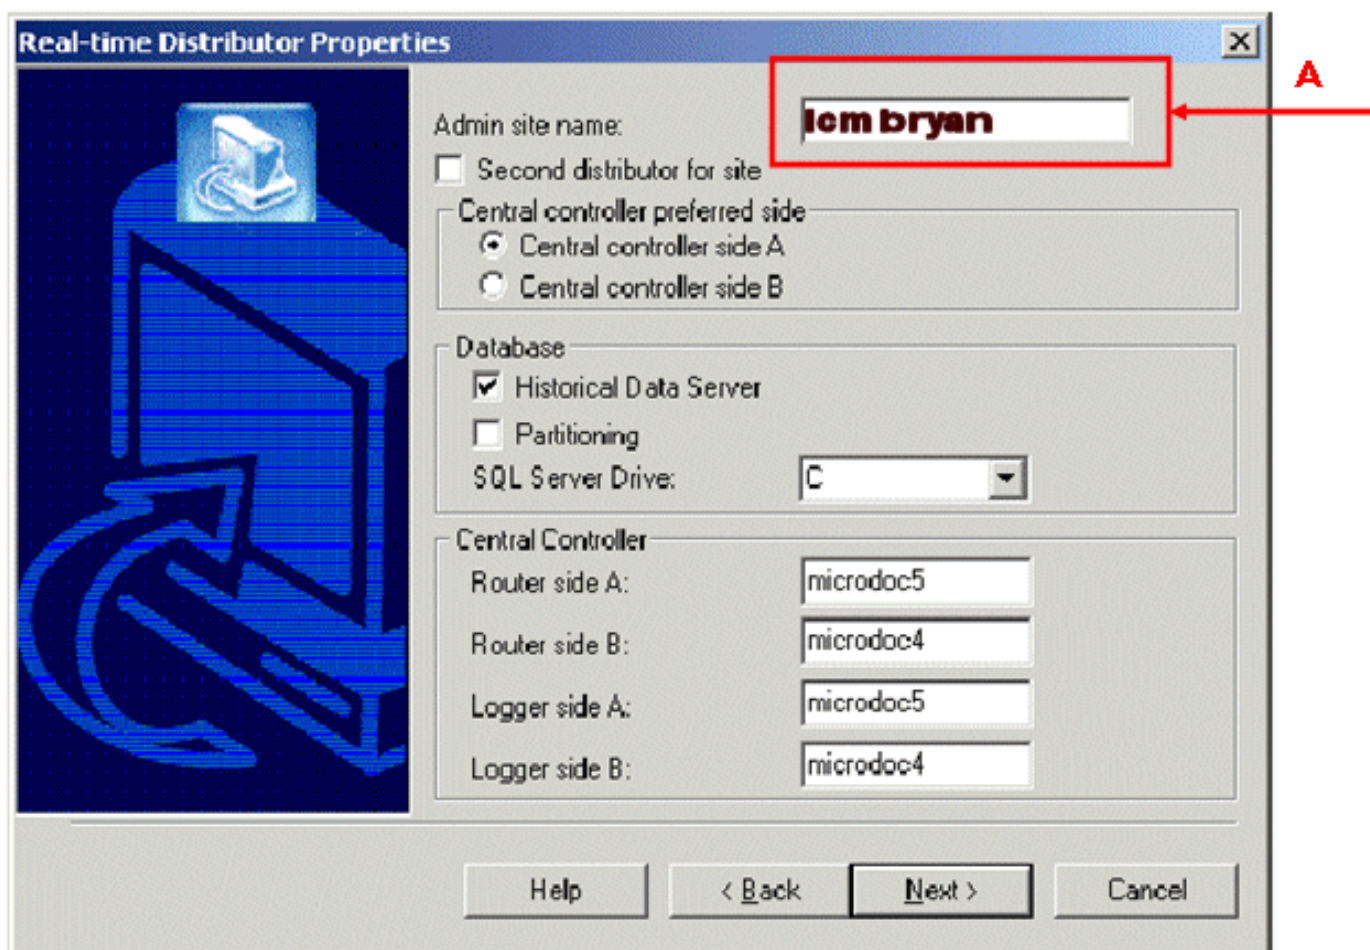 Real-time Distributor Properties
A
Admin site name:
lcm bryan
Second distributor for site
Central controller preferred side
Central controller side A
Central controller side B
Database
Historical Data Server
Partitioning
SQL Server Drive:
C
Central Controller
Router side A:
microdoc5
Router side B:
microdoc4
Logger side A:
microdoc5
Logger side B:
microdoc4
Help
< Back
Next >
Cancel